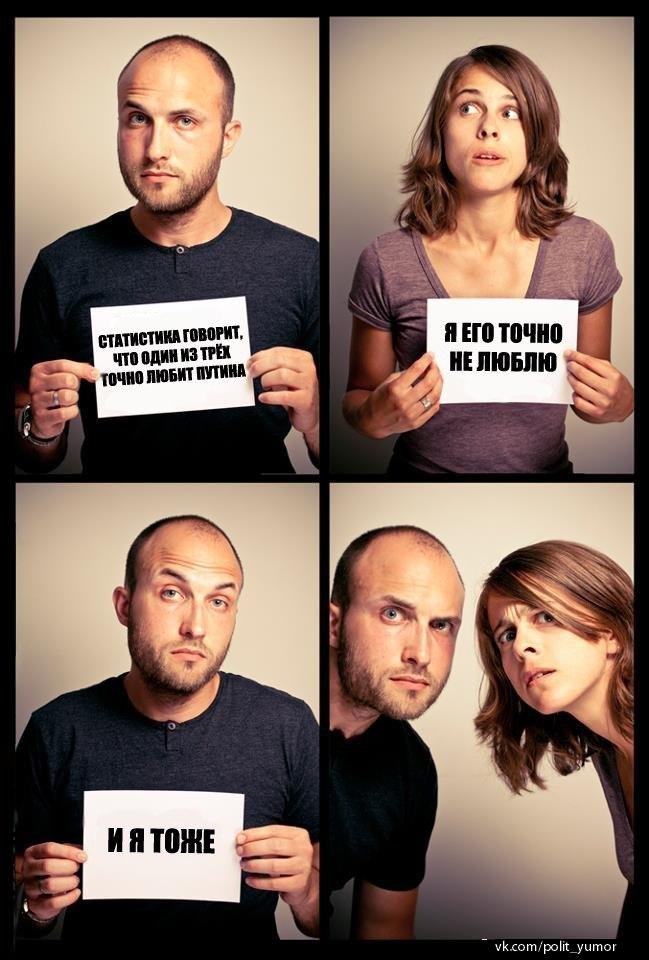 СТАТИСТИКА ГОВОРИТ,
ЧТО ОДИН ИЗ ТРЁХ
ТОЧНО ЛЮБИТ ПУТИНА
Я ЕГО ТОЧНО
НЕ ЛЮБЛЮ
И Я ТОЖЕ
vk.com/polit_yumor